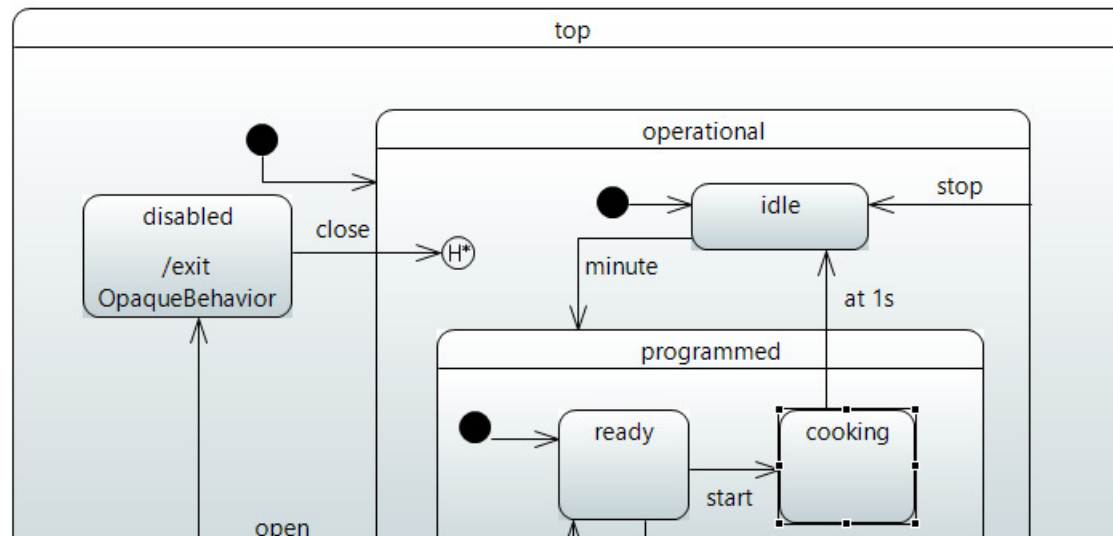 top
operational
disabled
/exit
OpaqueBehavior
close
H*
idle
stop
minute
at 1s
programmed
ready
cooking
start
open